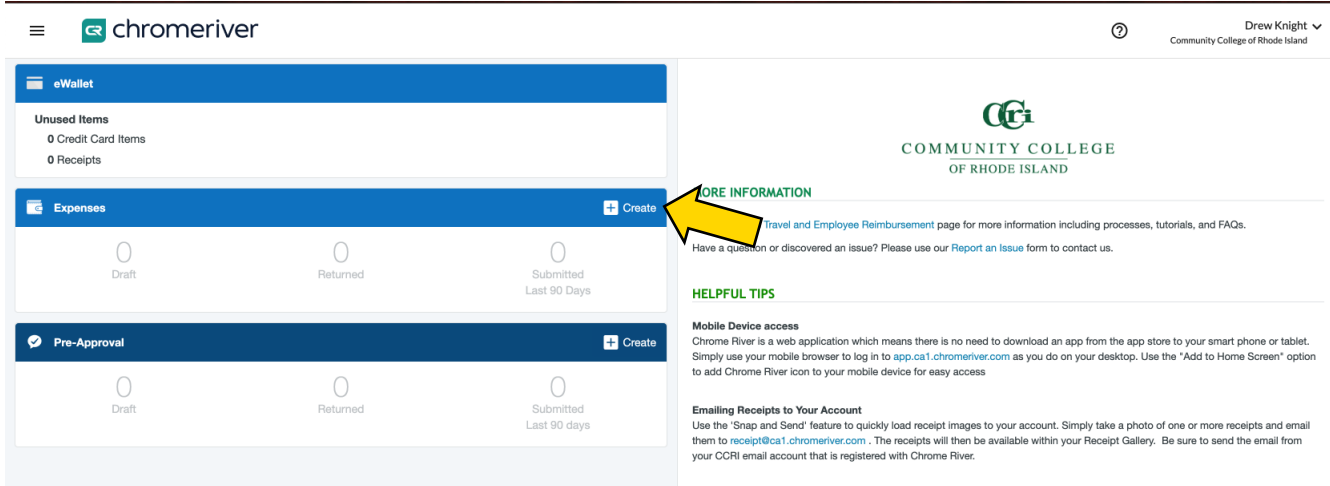 chromeriver
Drew Knight
Community College of Rhode Island
eWallet
Unused Items
0 Credit Card Items
0 Receipts
Expenses
Create
0
0
0
Draft
Returned
Submitted
Last 90 Days
Pre-Approval
Create
0
0
0
Draft
Returned
Submitted
Last 90 days
CCri
COMMUNITY COLLEGE
OF RHODE ISLAND
MORE INFORMATION
Travel and Employee Reimbursement page for more information including processes, tutorials, and FAQs.
Have a question or discovered an issue? Please use our Report an Issue form to contact us.
HELPFUL TIPS
Mobile Device access
Chrome River is a web application which means there is no need to download an app from the app store to your smart phone or tablet.
Simply use your mobile browser to log in to app.ca1.chromeriver.com as you do on your desktop. Use the "Add to Home Screen" option
to add Chrome River icon to your mobile device for easy access
Emailing Receipts to Your Account
Use the 'Snap and Send' feature to quickly load receipt images to your account. Simply take a photo of one or more receipts and email
them to receipt@ca1.chromeriver.com . The receipts will then be available within your Receipt Gallery. Be sure to send the email from
your CCRI email account that is registered with Chrome River.